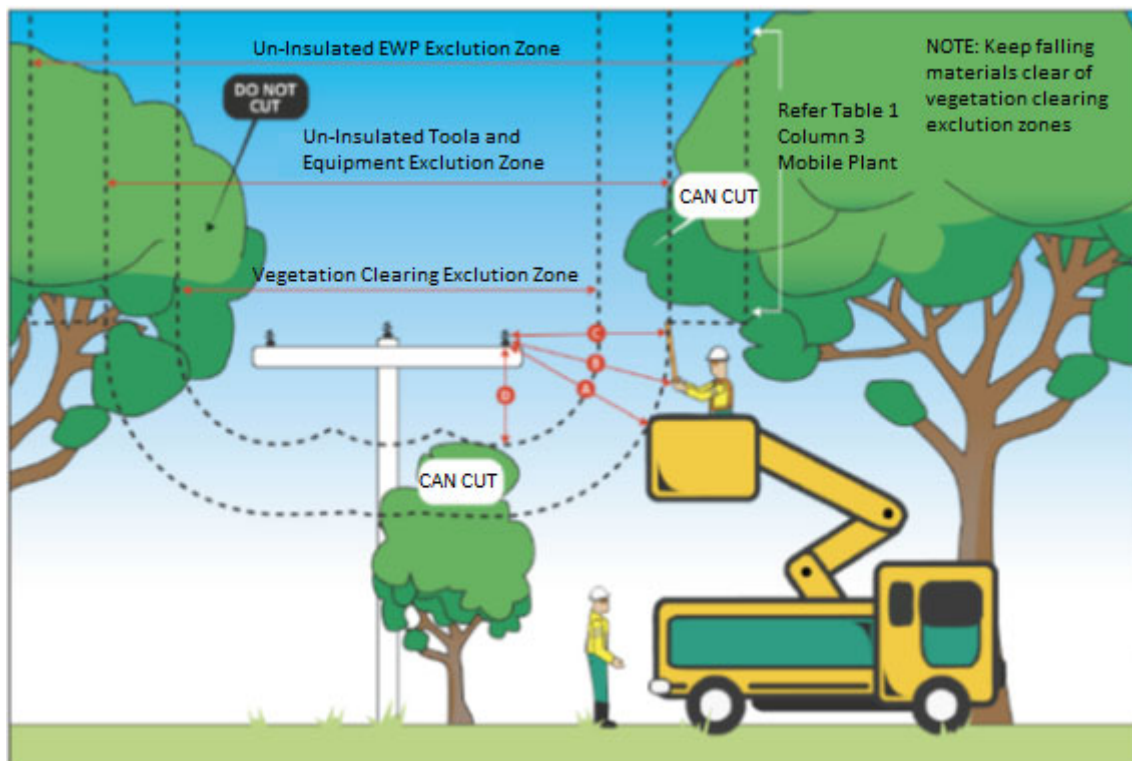 Un-Insulated EWP Exclution Zone
DO NOT
CUT
NOTE: Keep falling
materials clear of
vegetation clearing
exclution zones
Un-Insulated Toola and
Equipment Exclution Zone
Refer Table 1
Column 3
Mobile Plant
CAN CUT
Vegetation Clearing Exclution Zone
C
B
A
D
CAN CUT